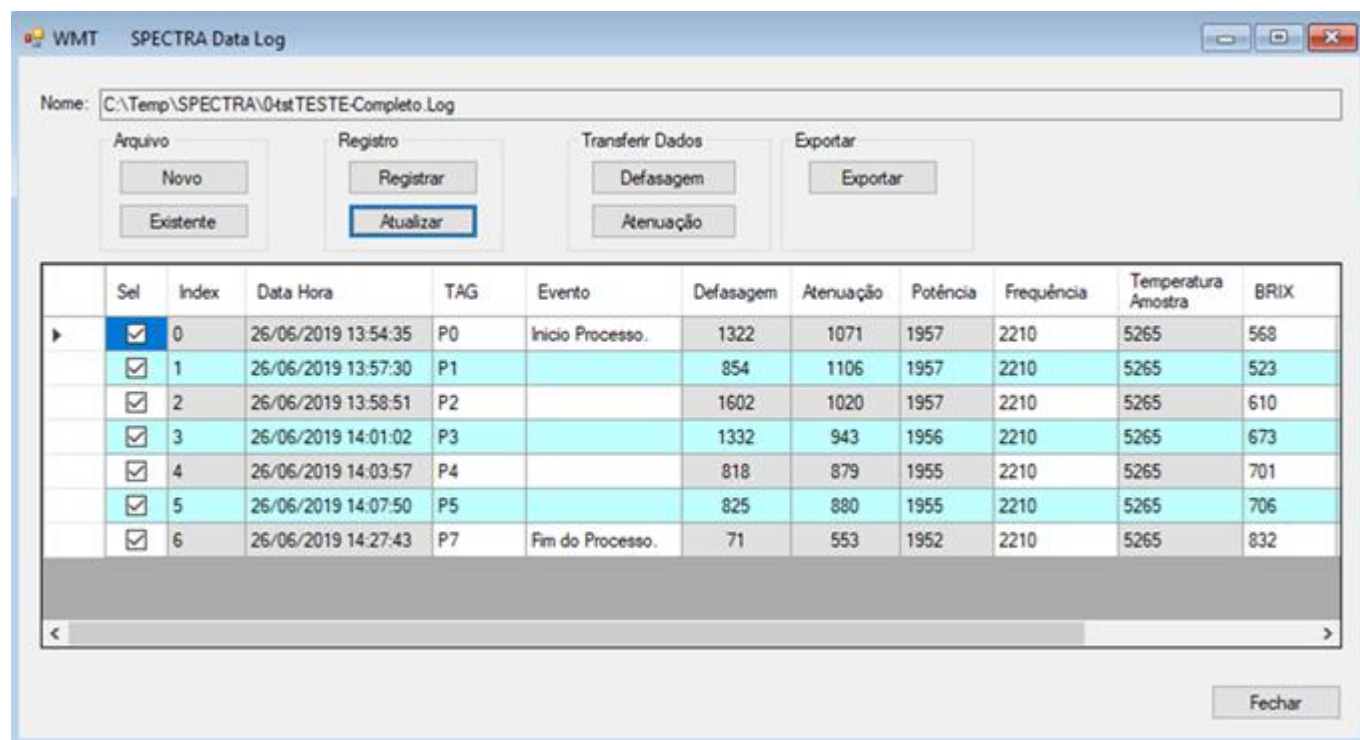 WMT SPECTRA Data Log
Nome: C:\Temp\SPECTRA\0-tstTESTE-Completo.Log
Arquivo Registro Transferir Dados Exportar
Novo Registrar Defasagem Exportar
Existente Atualizar Atenuação
Sel Index Data Hora TAG Evento Defasagem Atenuação Potência Frequência Temperatura Amostra BRIX
0 26/06/2019 13:54:35 P0 Inicio Processo. 1322 1071 1957 2210 5265 568
1 26/06/2019 13:57:30 P1 854 1106 1957 2210 5265 523
2 26/06/2019 13:58:51 P2 1602 1020 1957 2210 5265 610
3 26/06/2019 14:01:02 P3 1332 943 1956 2210 5265 673
4 26/06/2019 14:03:57 P4 818 879 1955 2210 5265 701
5 26/06/2019 14:07:50 P5 825 880 1955 2210 5265 706
6 26/06/2019 14:27:43 P7 Fim do Processo. 71 553 1952 2210 5265 832
Fechar